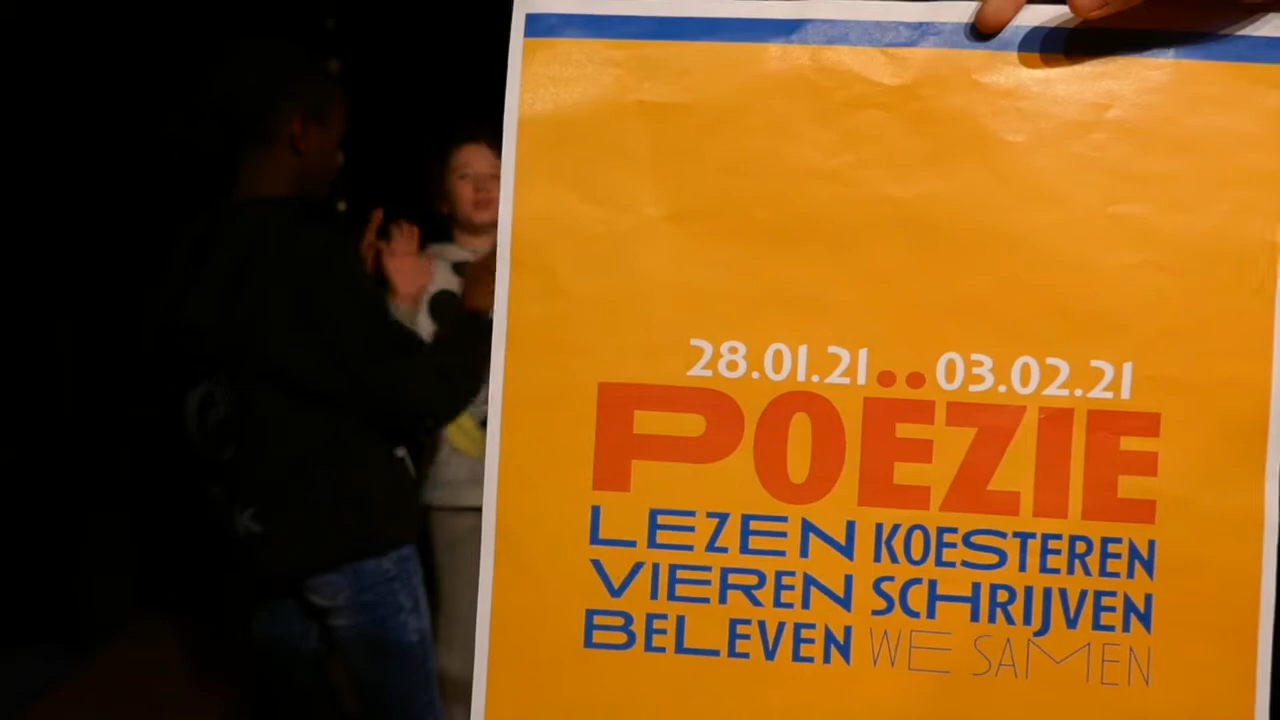 28.01.21 03.02.21
POËZIE
LEZEN KOESTEREN
VIEREN SCHRIJVEN
BELEVEN WE SAMEN